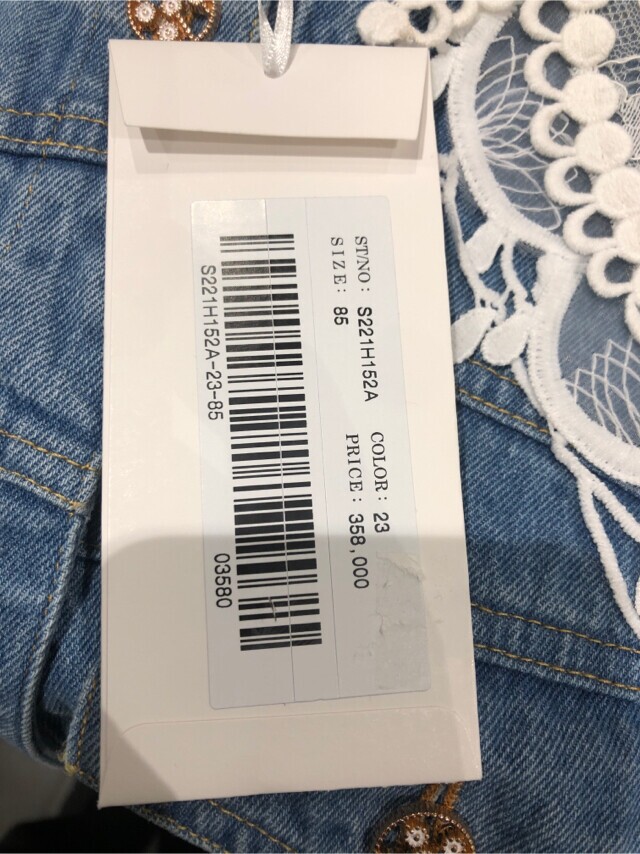 ST/NO: S221H152A COLOR: 23
SIZE: 85 PRICE: 358,000
S221H152A-23-85 03580